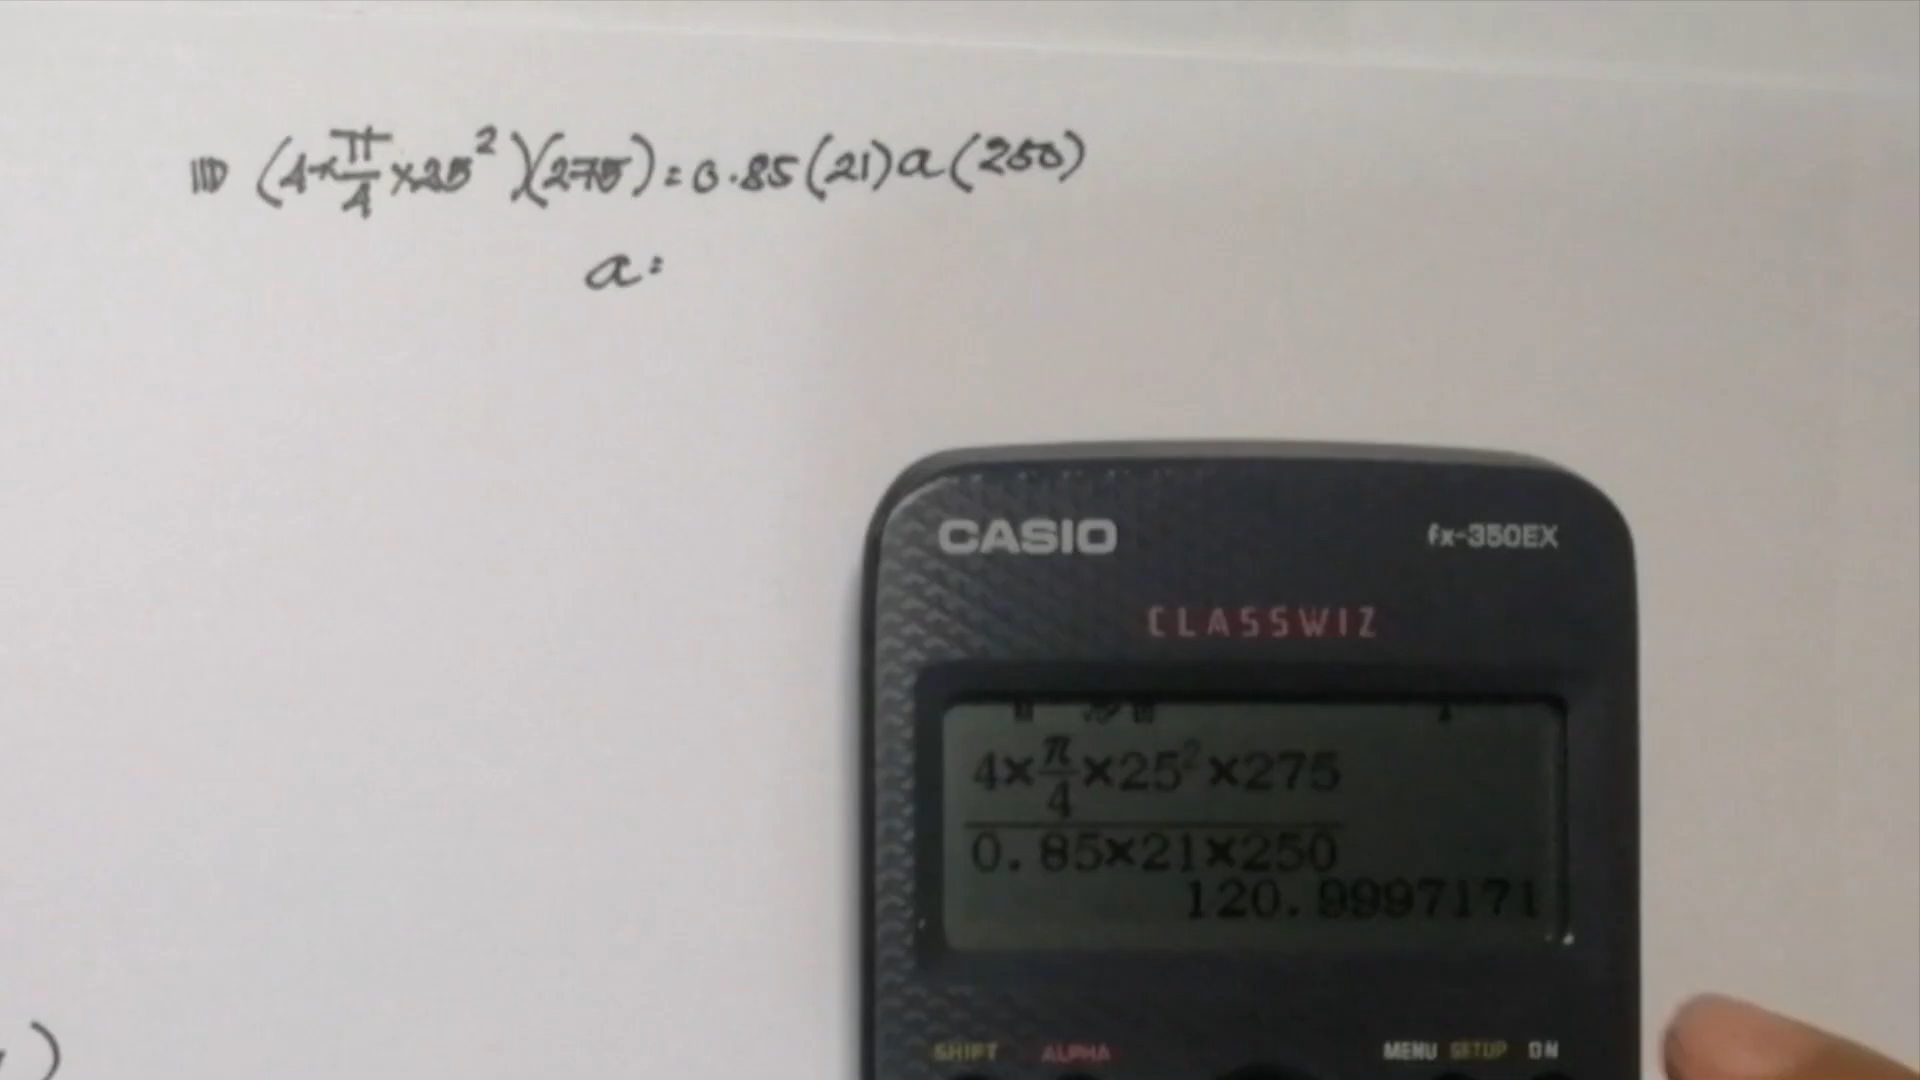 (4×π/4×25²)(275)=0.85(21)a(250)
a=
CASIO fx-350EX
CLASSWIZ
4×π/4×25²×275
0.85×21×250
120.9997171
SHIFT ALPHA MENU SETUP ON
)